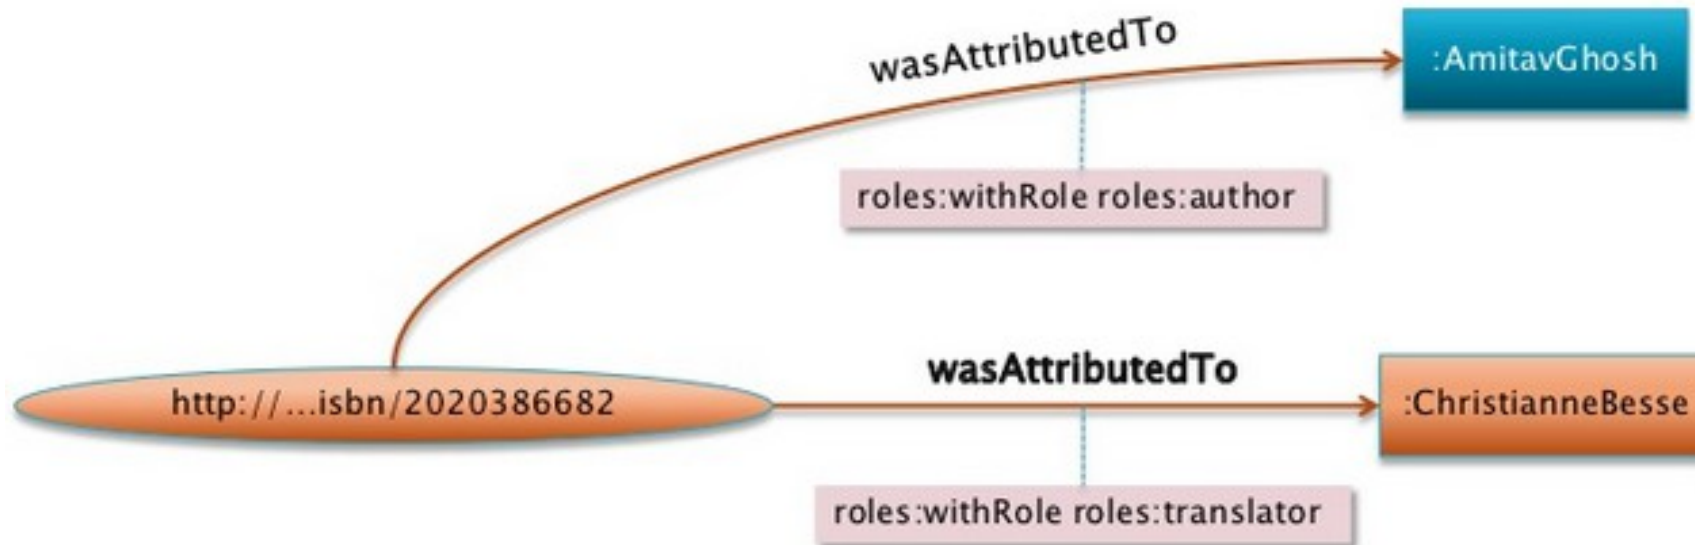 wasAttributedTo
:AmitavGhosh
roles:withRole roles:author
wasAttributedTo
http://...isbn/2020386682
:ChristianneBesse
roles:withRole roles:translator